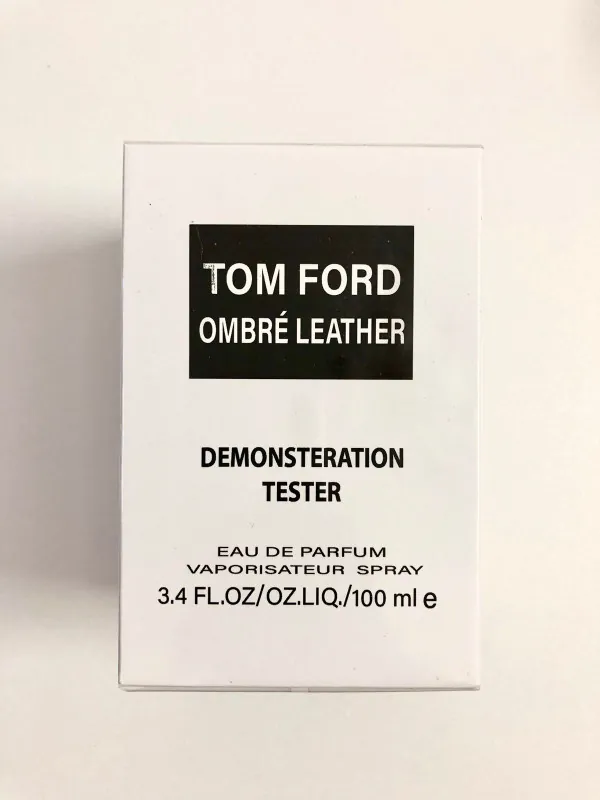 TOM FORD
OMBRÉ LEATHER
DEMONSTERATION
TESTER
EAU DE PARFUM
VAPORISATEUR SPRAY
3.4 FL.OZ/OZ.LIQ./100 ml e